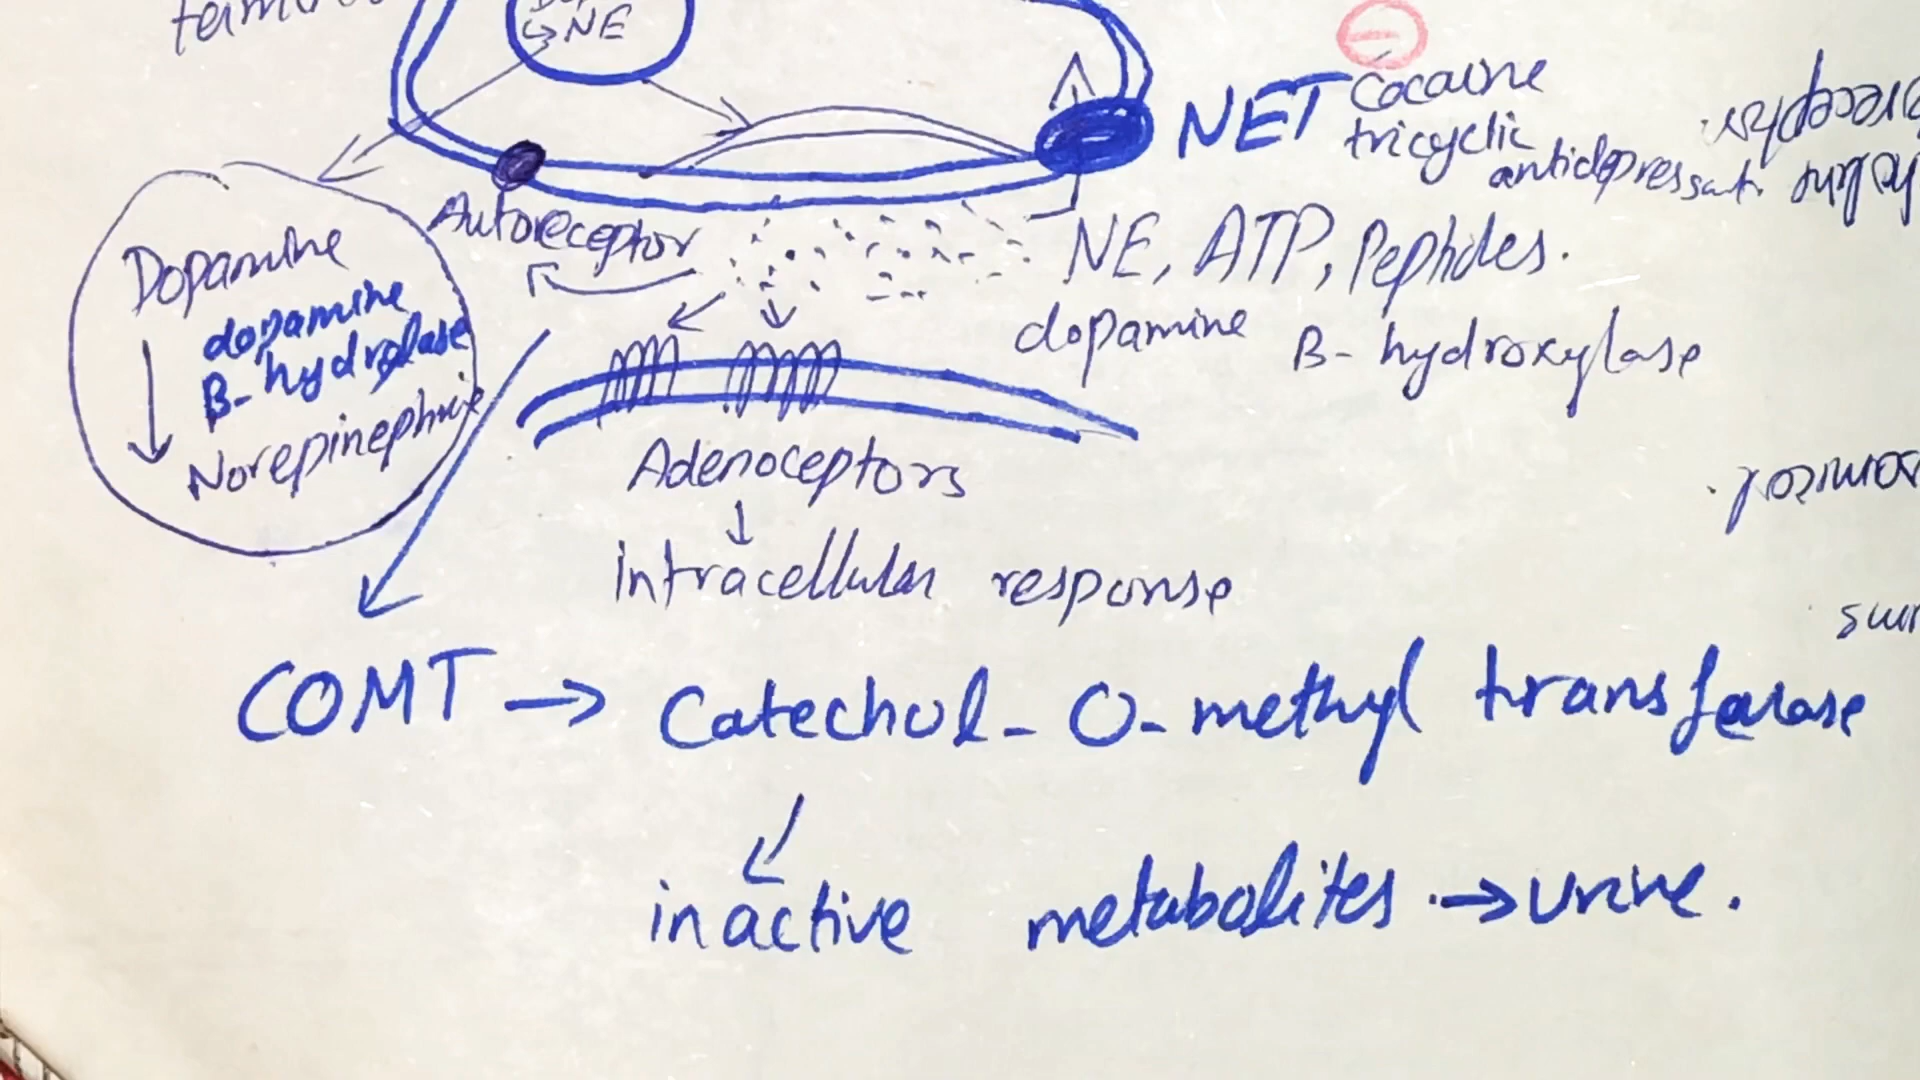 NE
NET
Cocaine
tricyclic
antidepressant.
Autoreceptor
NE, ATP, Peptides.
dopamine B-hydroxylase
Dopamine
dopamine
B-hydrolase
Norepinephrine
Adenoceptors
intracellular response
COMT → Catechol-O-methyl transferase
inactive metabolites → urine.